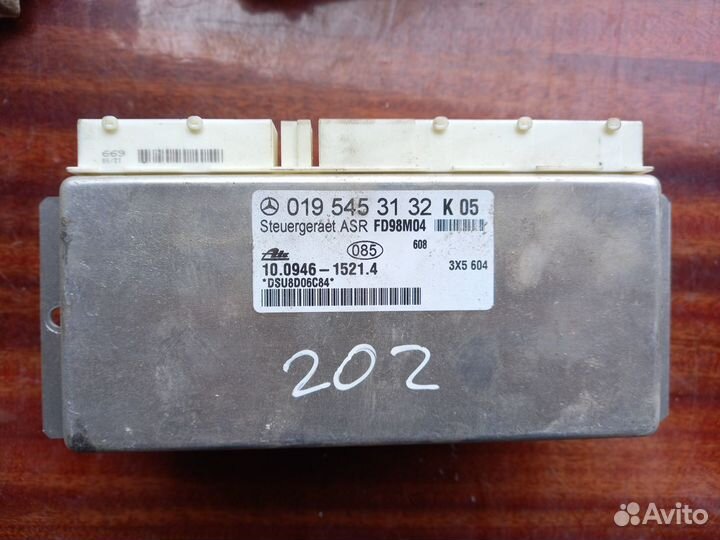 669
019 545 31 32 K 05
Steuergeraet ASR FD98M04
Ate 085 608
10.0946-1521.4 3X5 604
*DSU8D06C84*
202
Avito